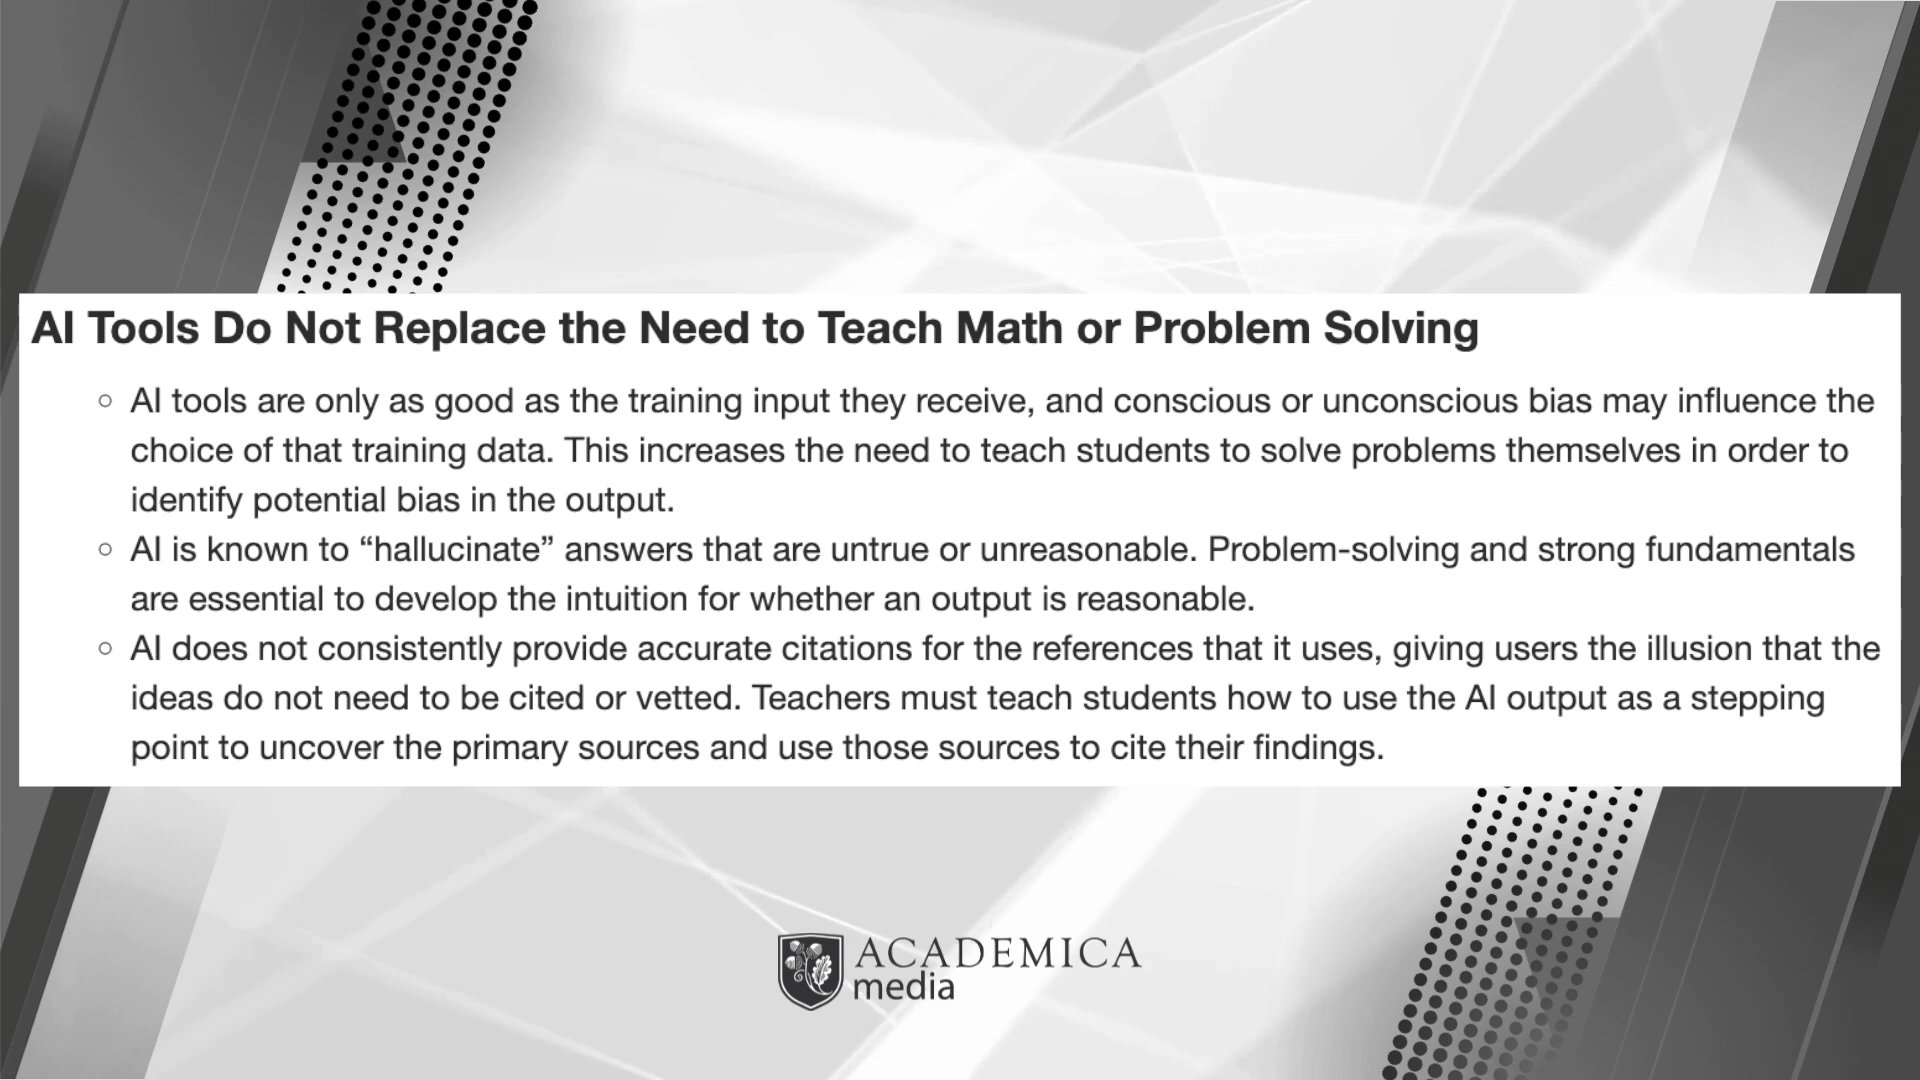 AI Tools Do Not Replace the Need to Teach Math or Problem Solving
AI tools are only as good as the training input they receive, and conscious or unconscious bias may influence the
choice of that training data. This increases the need to teach students to solve problems themselves in order to
identify potential bias in the output.
AI is known to “hallucinate” answers that are untrue or unreasonable. Problem-solving and strong fundamentals
are essential to develop the intuition for whether an output is reasonable.
AI does not consistently provide accurate citations for the references that it uses, giving users the illusion that the
ideas do not need to be cited or vetted. Teachers must teach students how to use the AI output as a stepping
point to uncover the primary sources and use those sources to cite their findings.
ACADEMICA
media